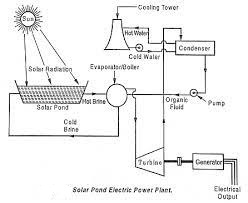 Cooling Tower
Sun
Hot Water
Condenser
Cold Water
Solar Radiation
Evaporator/Boiler
Solar Pond
Hot Brine
Organic
Fluid
Pump
Cold
Brine
Turbine
Generator
Electrical
Output
Solar Pond Electric Power Plant.